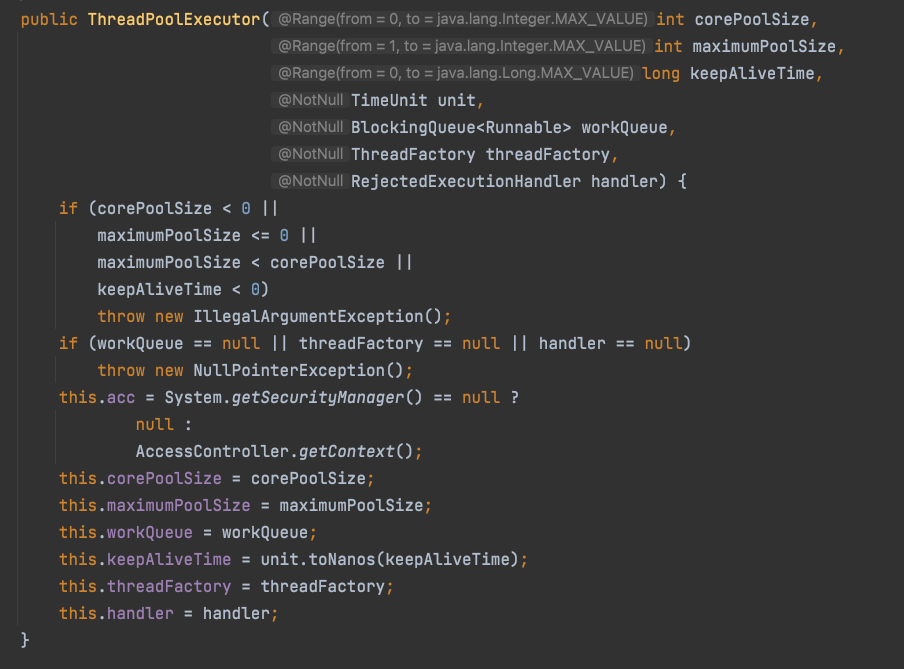 public ThreadPoolExecutor( @Range(from = 0, to = java.lang.Integer.MAX_VALUE) int corePoolSize,
@Range(from = 1, to = java.lang.Integer.MAX_VALUE) int maximumPoolSize,
@Range(from = 0, to = java.lang.Long.MAX_VALUE) long keepAliveTime,
@NotNull TimeUnit unit,
@NotNull BlockingQueue<Runnable> workQueue,
@NotNull ThreadFactory threadFactory,
@NotNull RejectedExecutionHandler handler) {
if (corePoolSize < 0 ||
maximumPoolSize <= 0 ||
maximumPoolSize < corePoolSize ||
keepAliveTime < 0)
throw new IllegalArgumentException();
if (workQueue == null || threadFactory == null || handler == null)
throw new NullPointerException();
this.acc = System.getSecurityManager() == null ?
null :
AccessController.getContext();
this.corePoolSize = corePoolSize;
this.maximumPoolSize = maximumPoolSize;
this.workQueue = workQueue;
this.keepAliveTime = unit.toNanos(keepAliveTime);
this.threadFactory = threadFactory;
this.handler = handler;
}